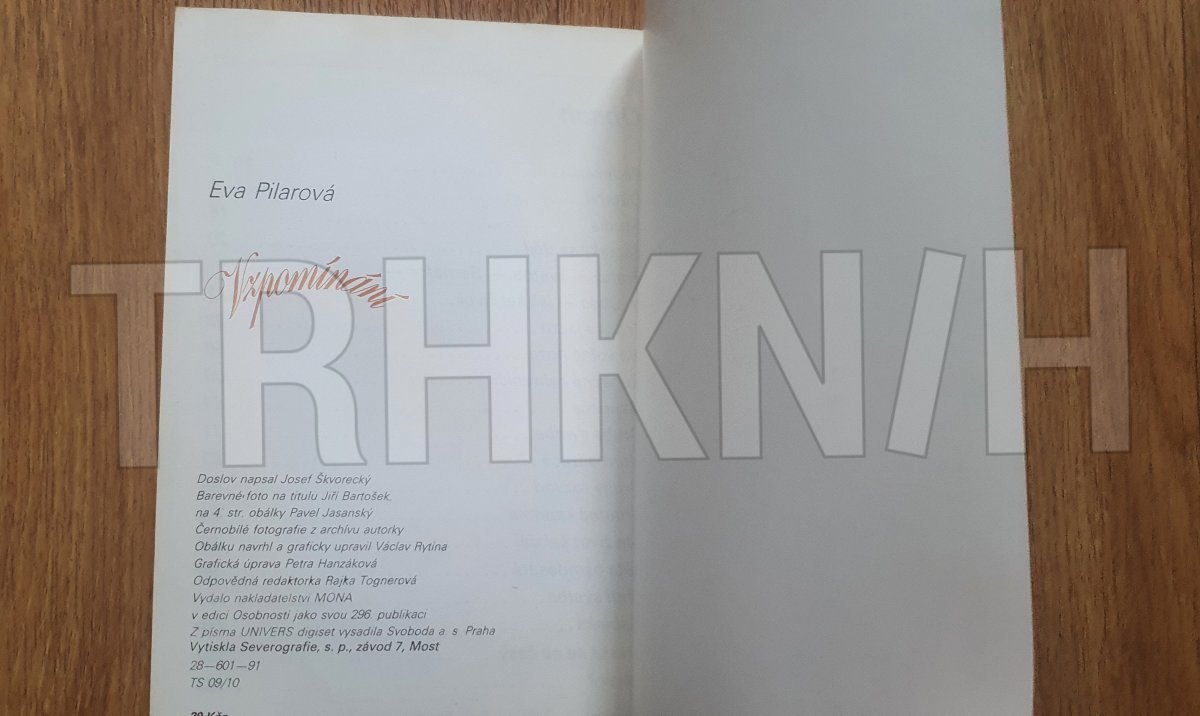 Eva Pilarová
Vzpomínání
TRHKNIH
Doslov napsal Josef Škvorecký
Barevné foto na titulu Jiří Bartošek,
na 4. str. obálky Pavel Jasanský
Černobílé fotografie z archívu autorky
Obálku navrhl a graficky upravil Václav Rytina
Grafická úprava Petra Hanzáková
Odpovědná redaktorka Rajka Tognerová
Vydalo nakladatelství MONA
v edici Osobnosti jako svou 296. publikaci
Z písma UNIVERS digiset vysadila Svoboda a. s. Praha
Vytiskla Severografie, s. p., závod 7, Most
28—601—91
TS 09/10